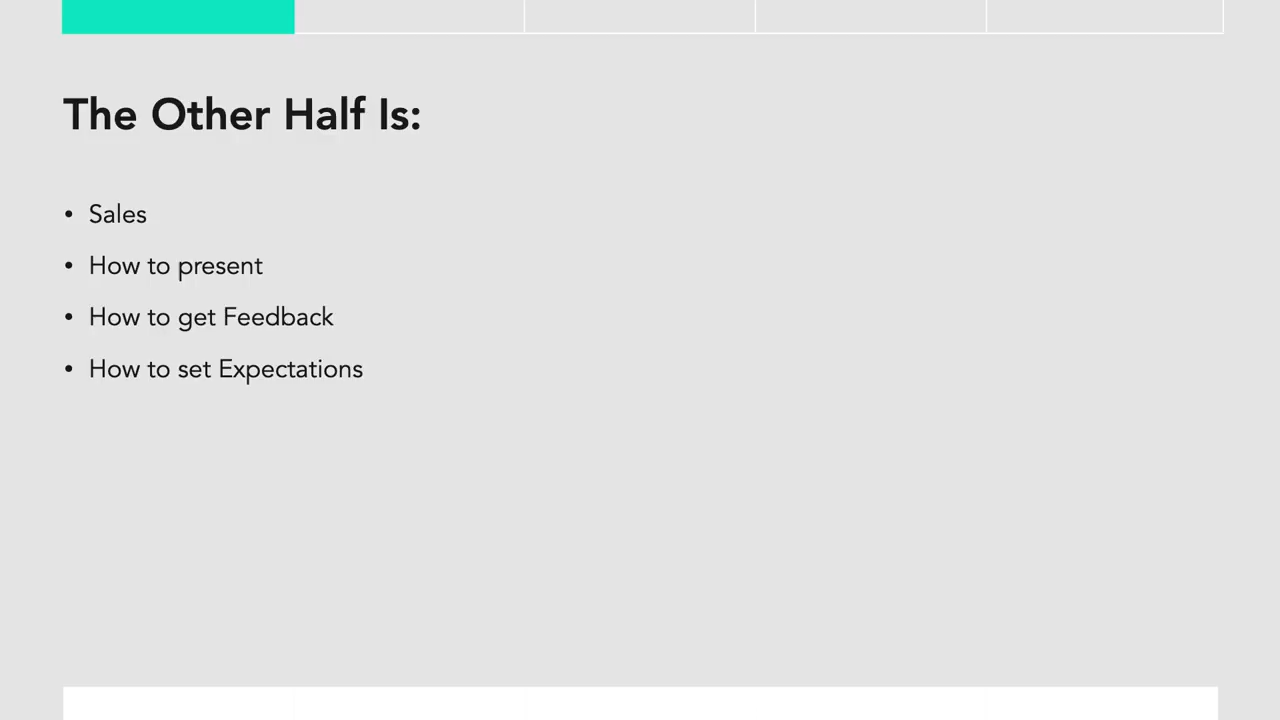 The Other Half Is:
• Sales
• How to present
• How to get Feedback
• How to set Expectations